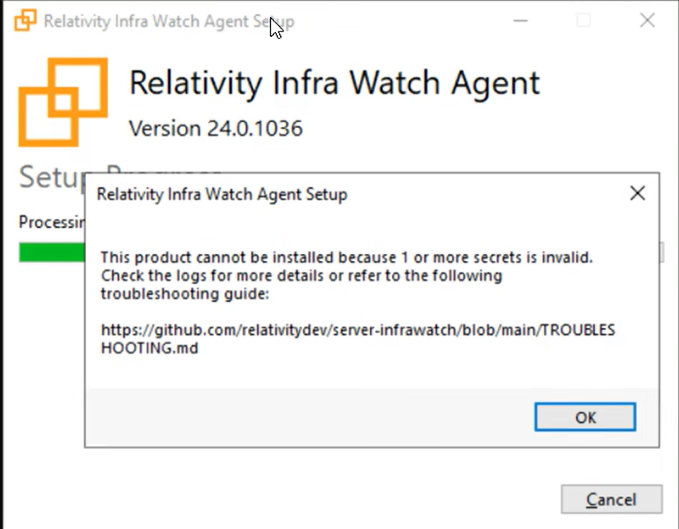 Relativity Infra Watch Agent Setup
Relativity Infra Watch Agent
Version 24.0.1036
Setup Progress
Relativity Infra Watch Agent Setup
Processin
This product cannot be installed because 1 or more secrets is invalid.
Check the logs for more details or refer to the following
troubleshooting guide:
https://github.com/relativitydev/server-infrawatch/blob/main/TROUBLES
HOOTING.md
OK
Cancel